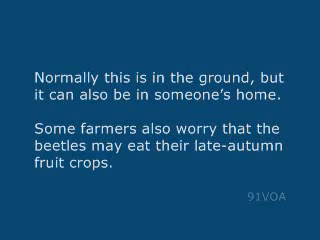 Normally this is in the ground, but
it can also be in someone's home.
Some farmers also worry that the
beetles may eat their late-autumn
fruit crops.
91VOA